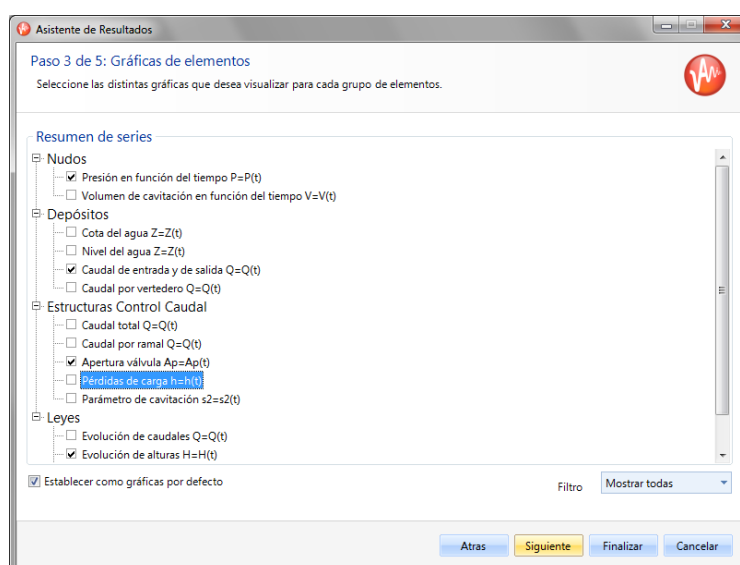 Asistente de Resultados
Paso 3 de 5: Gráficas de elementos
Seleccione las distintas gráficas que desea visualizar para cada grupo de elementos.
Resumen de series
Nudos
Presión en función del tiempo P=P(t)
Volumen de cavitación en función del tiempo V=V(t)
Depósitos
Cota del agua Z=Z(t)
Nivel del agua Z=Z(t)
Caudal de entrada y de salida Q=Q(t)
Caudal por vertedero Q=Q(t)
Estructuras Control Caudal
Caudal total Q=Q(t)
Caudal por ramal Q=Q(t)
Apertura válvula Ap=Ap(t)
Pérdidas de carga h=h(t)
Parámetro de cavitación s2=s2(t)
Leyes
Evolución de caudales Q=Q(t)
Evolución de alturas H=H(t)
Establecer como gráficas por defecto
Filtro Mostrar todas
Atras Siguiente Finalizar Cancelar